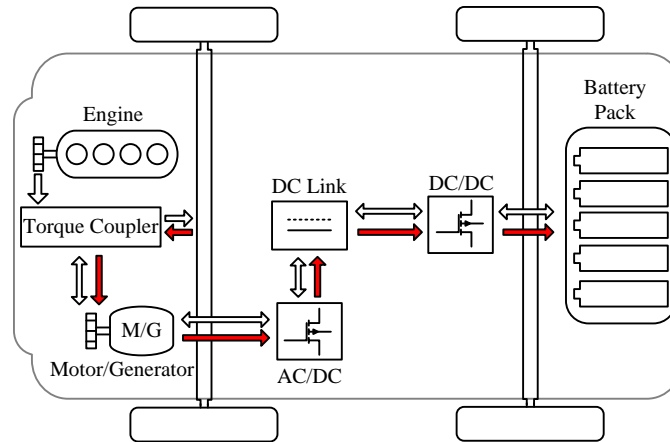 Battery
Pack
Engine
DC Link
DC/DC
Torque Coupler
M/G
Motor/Generator
AC/DC